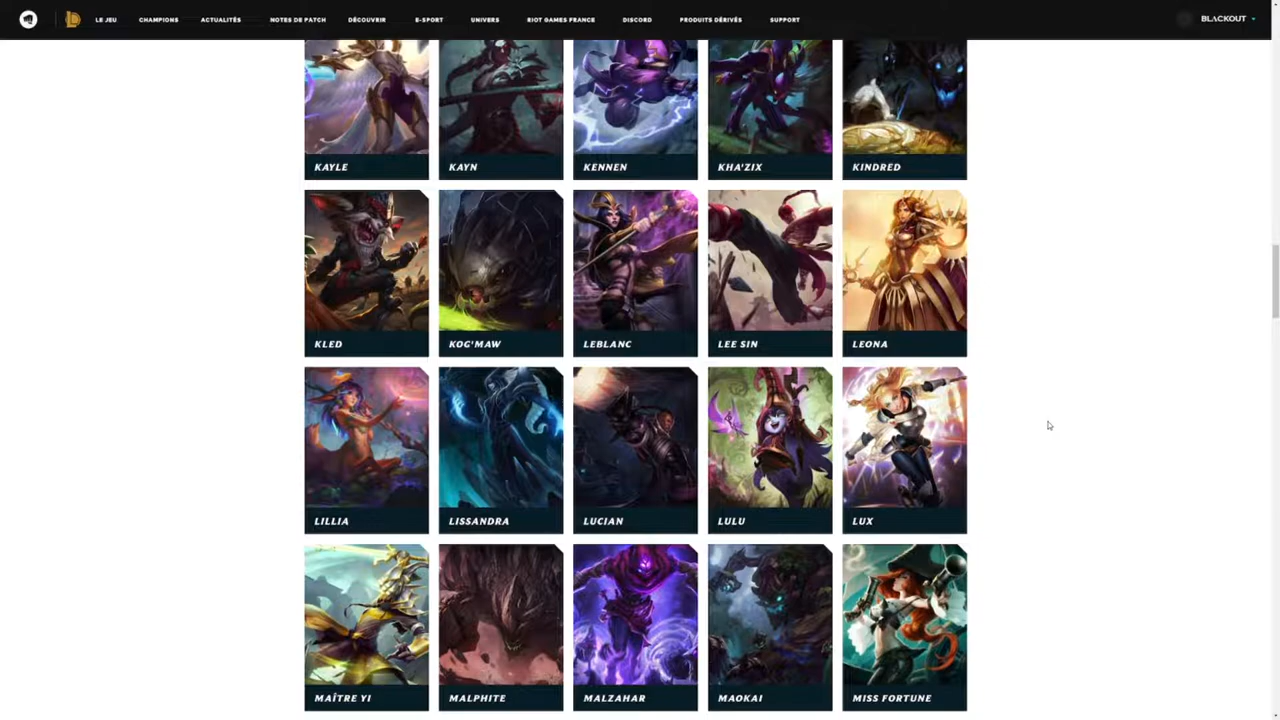 LE JEU CHAMPIONS ACTUALITÉS NOTES DE PATCH DÉCOUVRIR E-SPORT UNIVERS RIOT GAMES FRANCE DISCORD PRODUITS DÉRIVÉS SUPPORT BLACKOUT
KAYLE KAYN KENNEN KHA'ZIX KINDRED
KLED KOG'MAW LEBLANC LEE SIN LEONA
LILLIA LISSANDRA LUCIAN LULU LUX
MAÎTRE YI MALPHITE MALZAHAR MAOKAI MISS FORTUNE